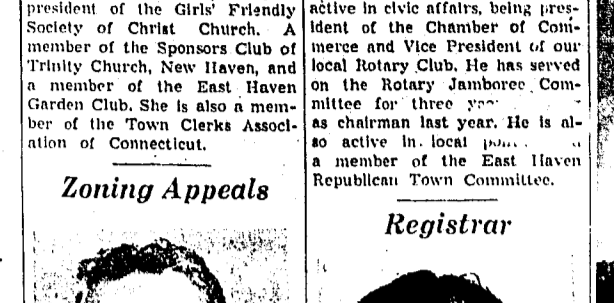 president of the Girls' Friendly
Society of Christ Church. A
member of the Sponsors Club of
Trinity Church, New Haven, and
a member of the East Haven
Garden Club. She is also a mem-
ber of the Town Clerks Associ-
ation of Connecticut.
Zoning Appeals
active in civic affairs, being pres-
ident of the Chamber of Com-
merce and Vice President of our
local Rotary Club. He has served
on the Rotary Jamboree Com-
mittee for three
as chairman last year. He is al-
so active in local
a member of the East Haven
Republican Town Committee.
Registrar